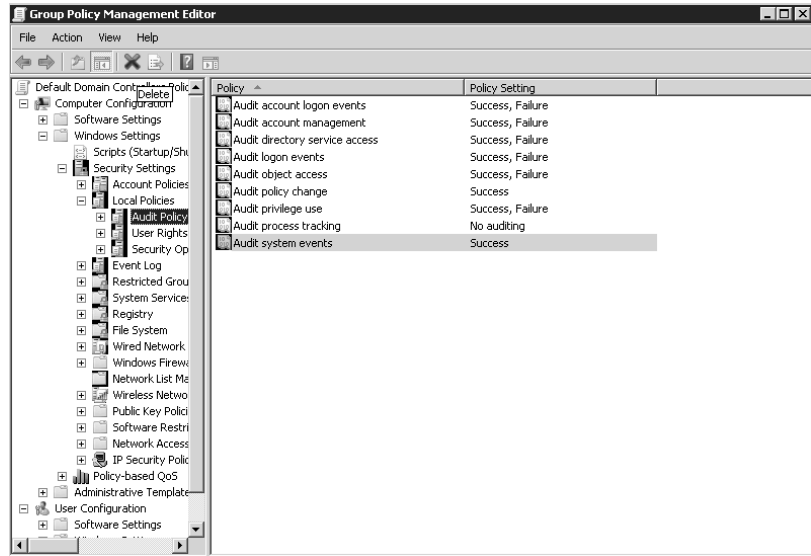 Group Policy Management Editor
File Action View Help
Default Domain Controllers Polic
Delete
Computer Configuration
Software Settings
Windows Settings
Scripts (Startup/Shu
Security Settings
Account Policies
Local Policies
Audit Policy
User Rights
Security Op
Event Log
Restricted Grou
System Service
Registry
File System
Wired Network
Windows Firewa
Network List Ma
Wireless Netwo
Public Key Polici
Software Restri
Network Access
IP Security Polic
Policy-based QoS
Administrative Template
User Configuration
Software Settings
Policy Policy Setting
Audit account logon events Success, Failure
Audit account management Success, Failure
Audit directory service access Success, Failure
Audit logon events Success, Failure
Audit object access Success, Failure
Audit policy change Success
Audit privilege use Success, Failure
Audit process tracking No auditing
Audit system events Success